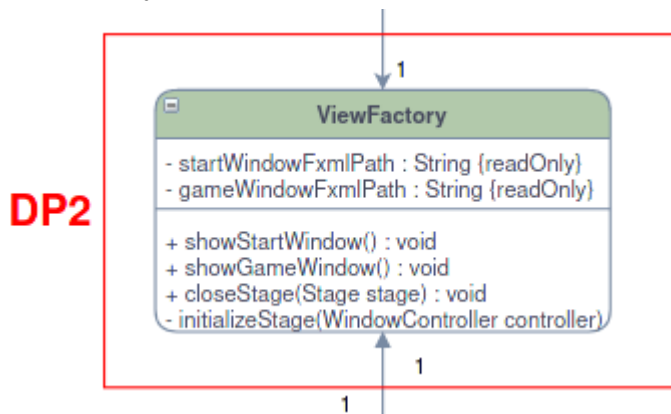 1
ViewFactory
- startWindowFxmlPath : String {readOnly}
- gameWindowFxmlPath : String {readOnly}
DP2
+ showStartWindow() : void
+ showGameWindow() : void
+ closeStage(Stage stage) : void
- initializeStage(WindowController controller)
1
1